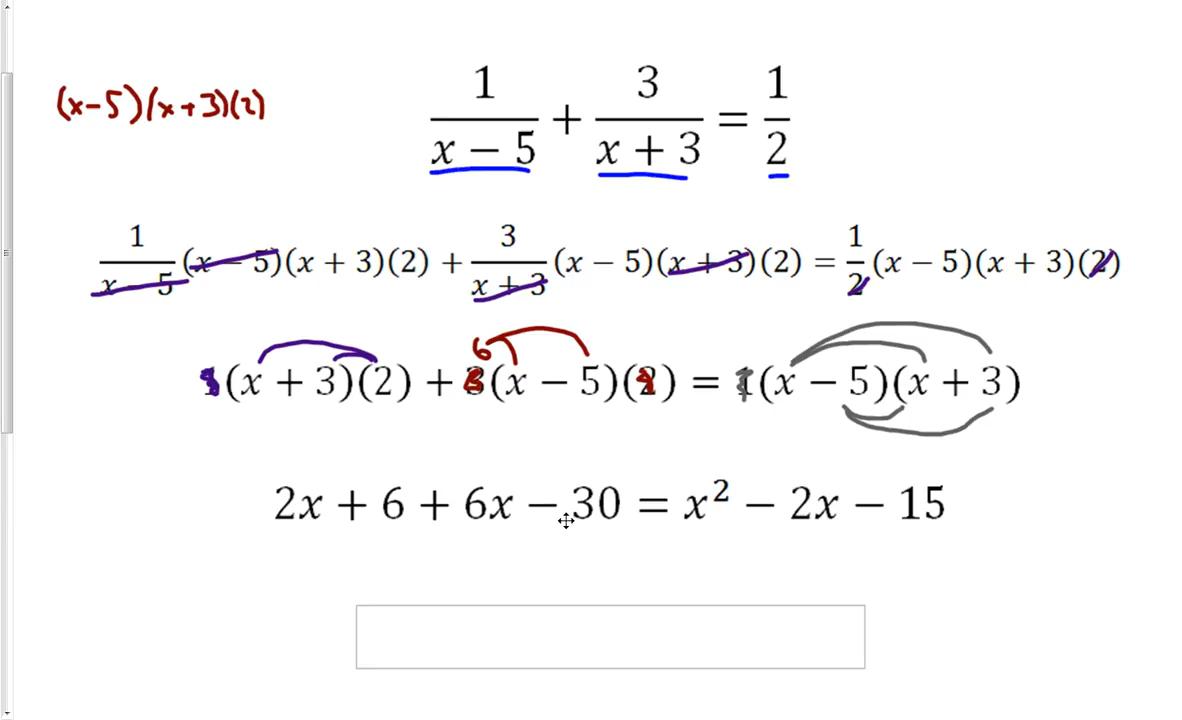 (x-5)(x+3)(2)
1/(x − 5) + 3/(x + 3) = 1/2
1/(x − 5) (x − 5)(x + 3)(2) + 3/(x + 3) (x − 5)(x + 3)(2) = 1/2 (x − 5)(x + 3)(2)
6
1(x + 3)(2) + 3(x − 5)(2) = 1(x − 5)(x + 3)
2x + 6 + 6x − 30 = x² − 2x − 15